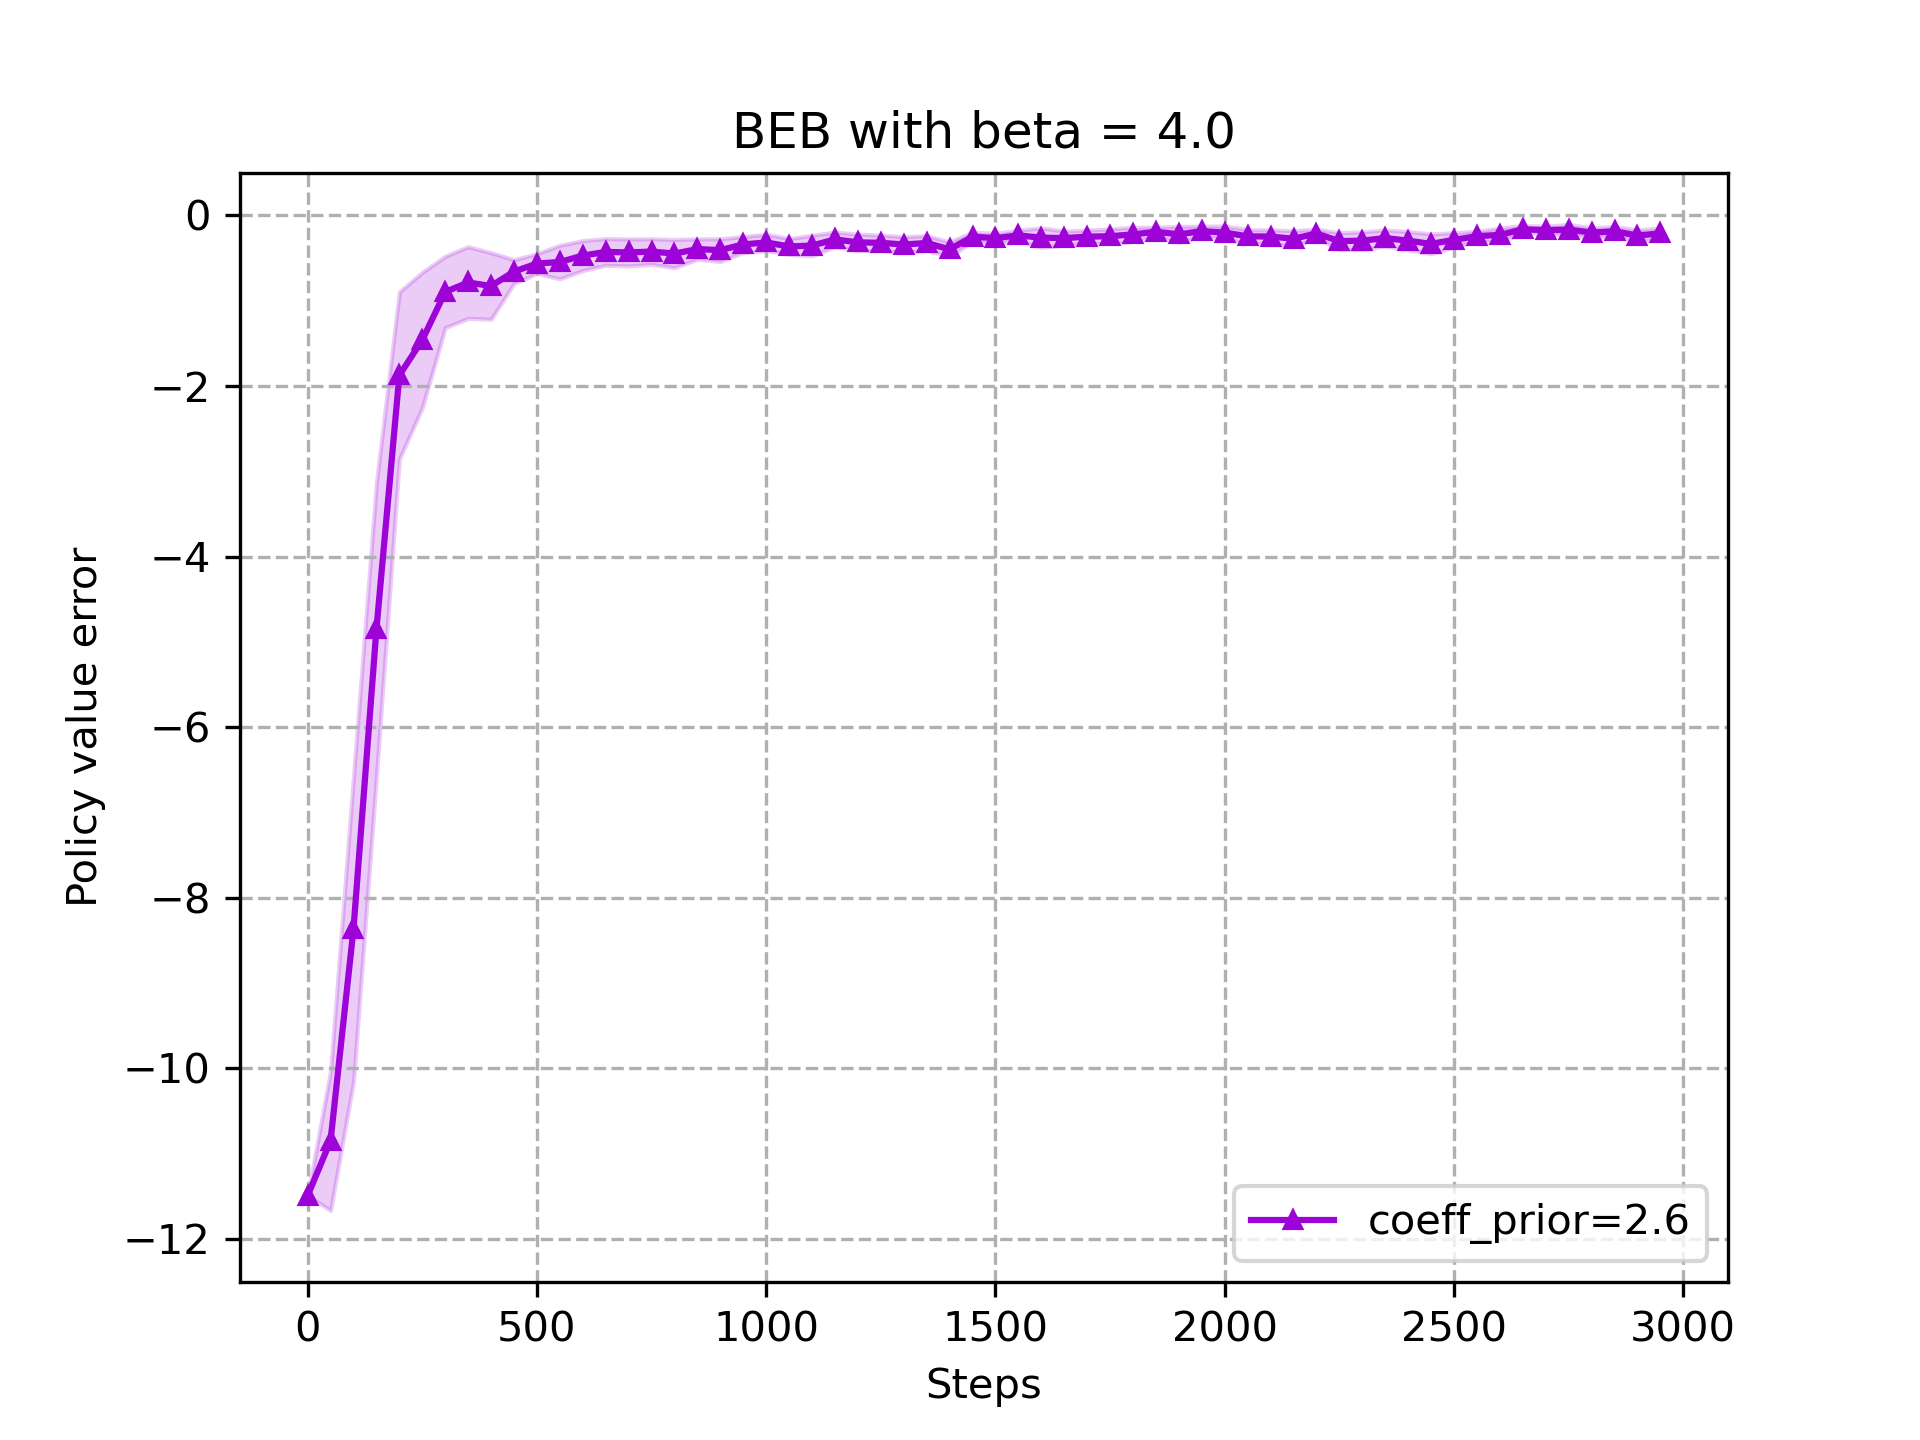 BEB with beta = 4.0
Policy value error
0
−2
−4
−6
−8
−10
−12
coeff_prior=2.6
0 500 1000 1500 2000 2500 3000
Steps